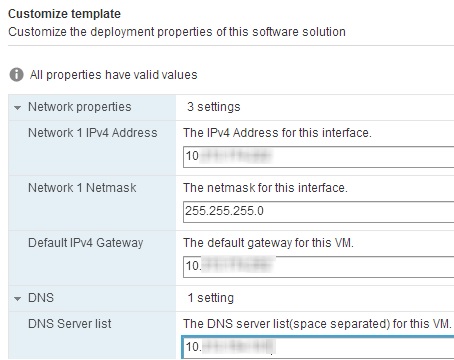 Customize template
Customize the deployment properties of this software solution
All properties have valid values
Network properties 3 settings
Network 1 IPv4 Address The IPv4 Address for this interface.
10
Network 1 Netmask The netmask for this interface.
255.255.255.0
Default IPv4 Gateway The default gateway for this VM.
10.
DNS 1 setting
DNS Server list The DNS server list(space separated) for this VM.
10.